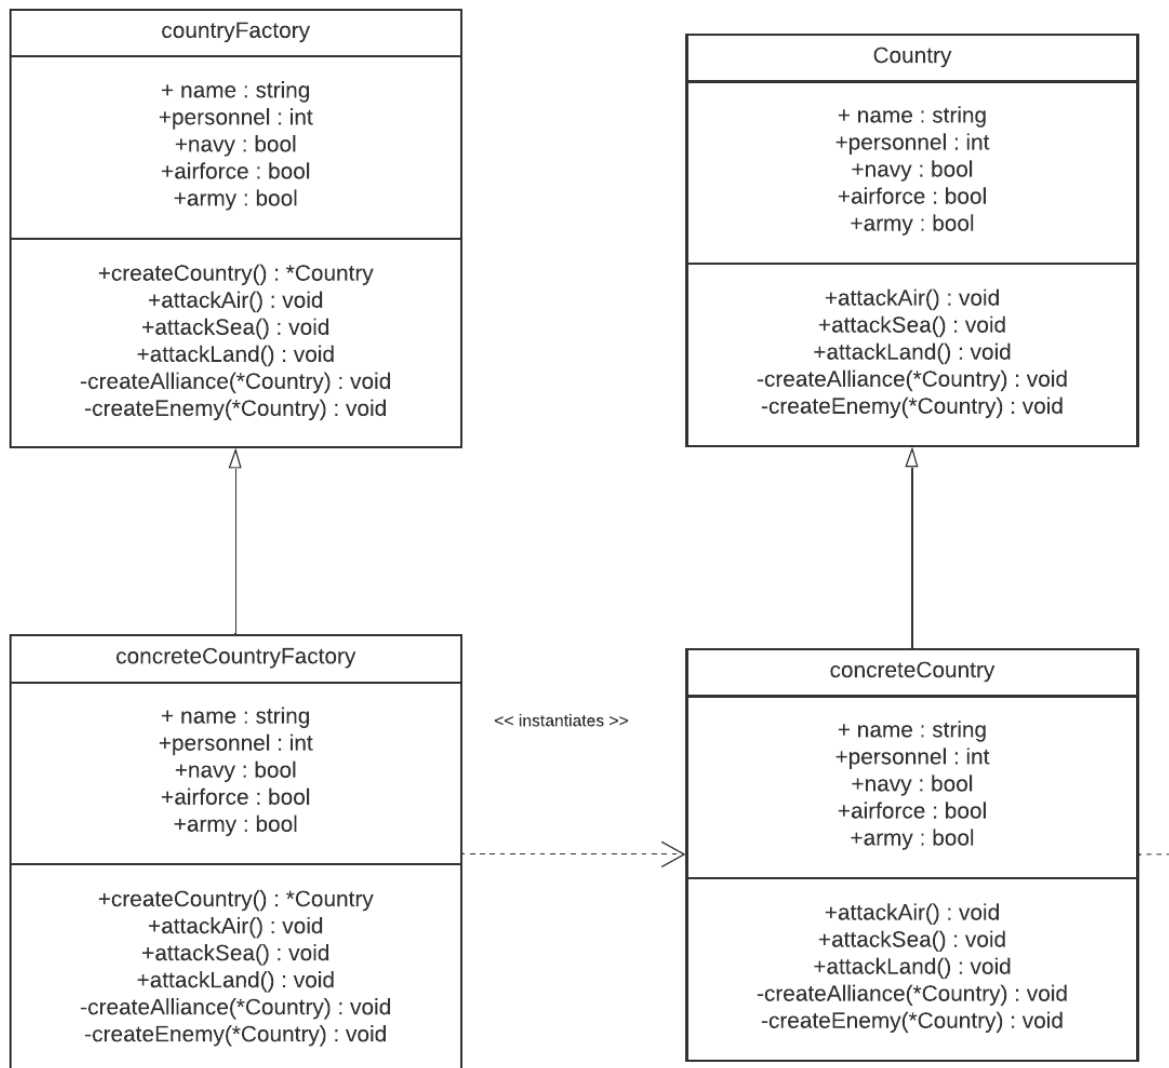 countryFactory
+ name : string
+personnel : int
+navy : bool
+airforce : bool
+army : bool
+createCountry() : *Country
+attackAir() : void
+attackSea() : void
+attackLand() : void
-createAlliance(*Country) : void
-createEnemy(*Country) : void
Country
+ name : string
+personnel : int
+navy : bool
+airforce : bool
+army : bool
+attackAir() : void
+attackSea() : void
+attackLand() : void
-createAlliance(*Country) : void
-createEnemy(*Country) : void
concreteCountryFactory
+ name : string
+personnel : int
+navy : bool
+airforce : bool
+army : bool
+createCountry() : *Country
+attackAir() : void
+attackSea() : void
+attackLand() : void
-createAlliance(*Country) : void
-createEnemy(*Country) : void
<< instantiates >>
concreteCountry
+ name : string
+personnel : int
+navy : bool
+airforce : bool
+army : bool
+attackAir() : void
+attackSea() : void
+attackLand() : void
-createAlliance(*Country) : void
-createEnemy(*Country) : void